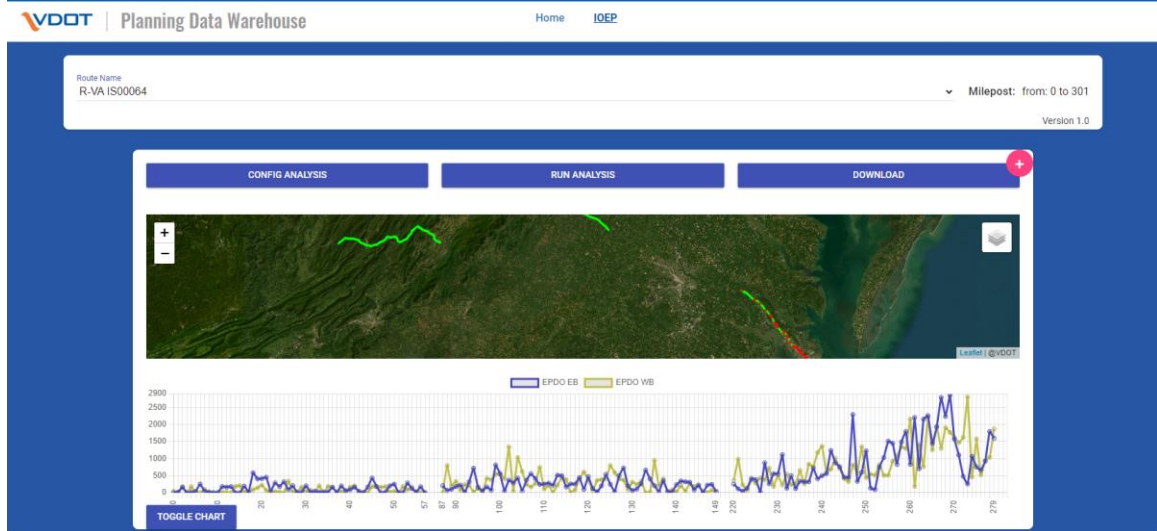 VDOT | Planning Data Warehouse Home IOEP
Route Name
R-VA IS00064 Milepost: from: 0 to 301
Version 1.0
CONFIG ANALYSIS RUN ANALYSIS DOWNLOAD +
+
−
Leaflet | @VDOT
EPDO EB EPDO WB
2900
2500
2000
1500
1000
500
0
0 10 20 30 40 50 57 87 90 100 110 120 130 140 149 220 230 240 250 260 270 279
TOGGLE CHART